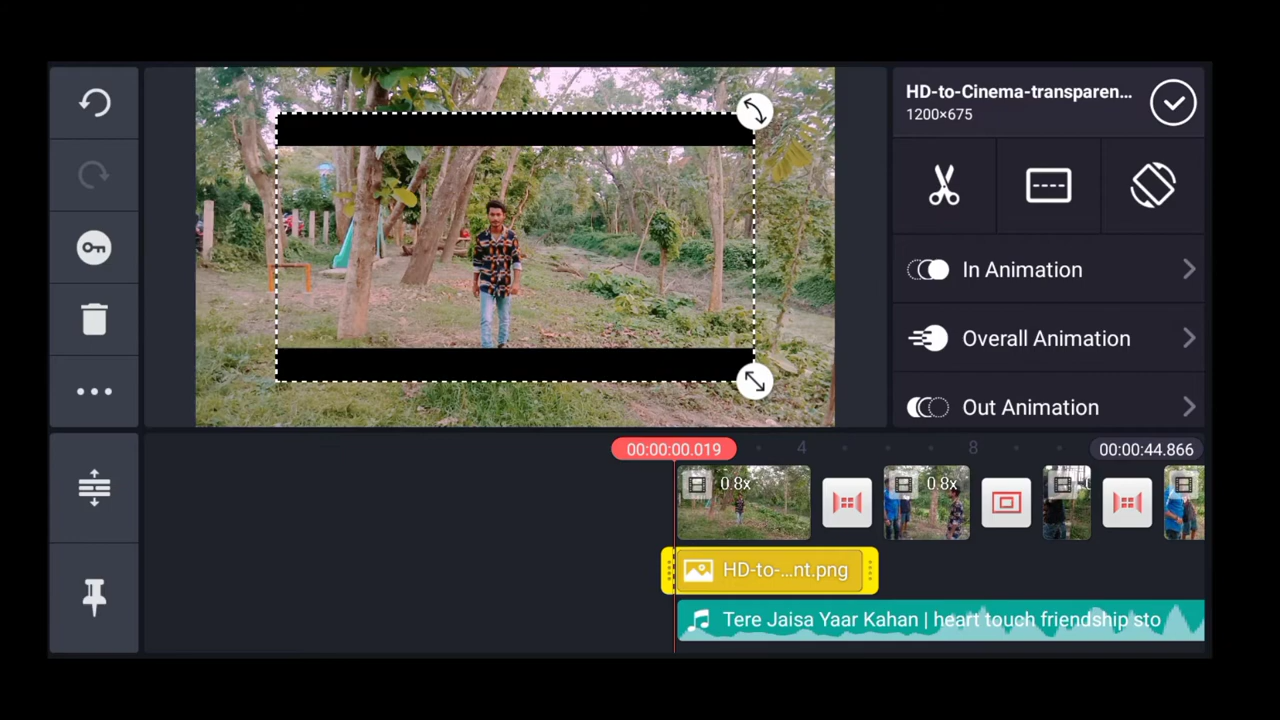 HD-to-Cinema-transparen...
1200×675
In Animation
Overall Animation
Out Animation
00:00:00.019
4
8
00:00:44.866
0.8x
0.8x
HD-to-...nt.png
Tere Jaisa Yaar Kahan | heart touch friendship sto